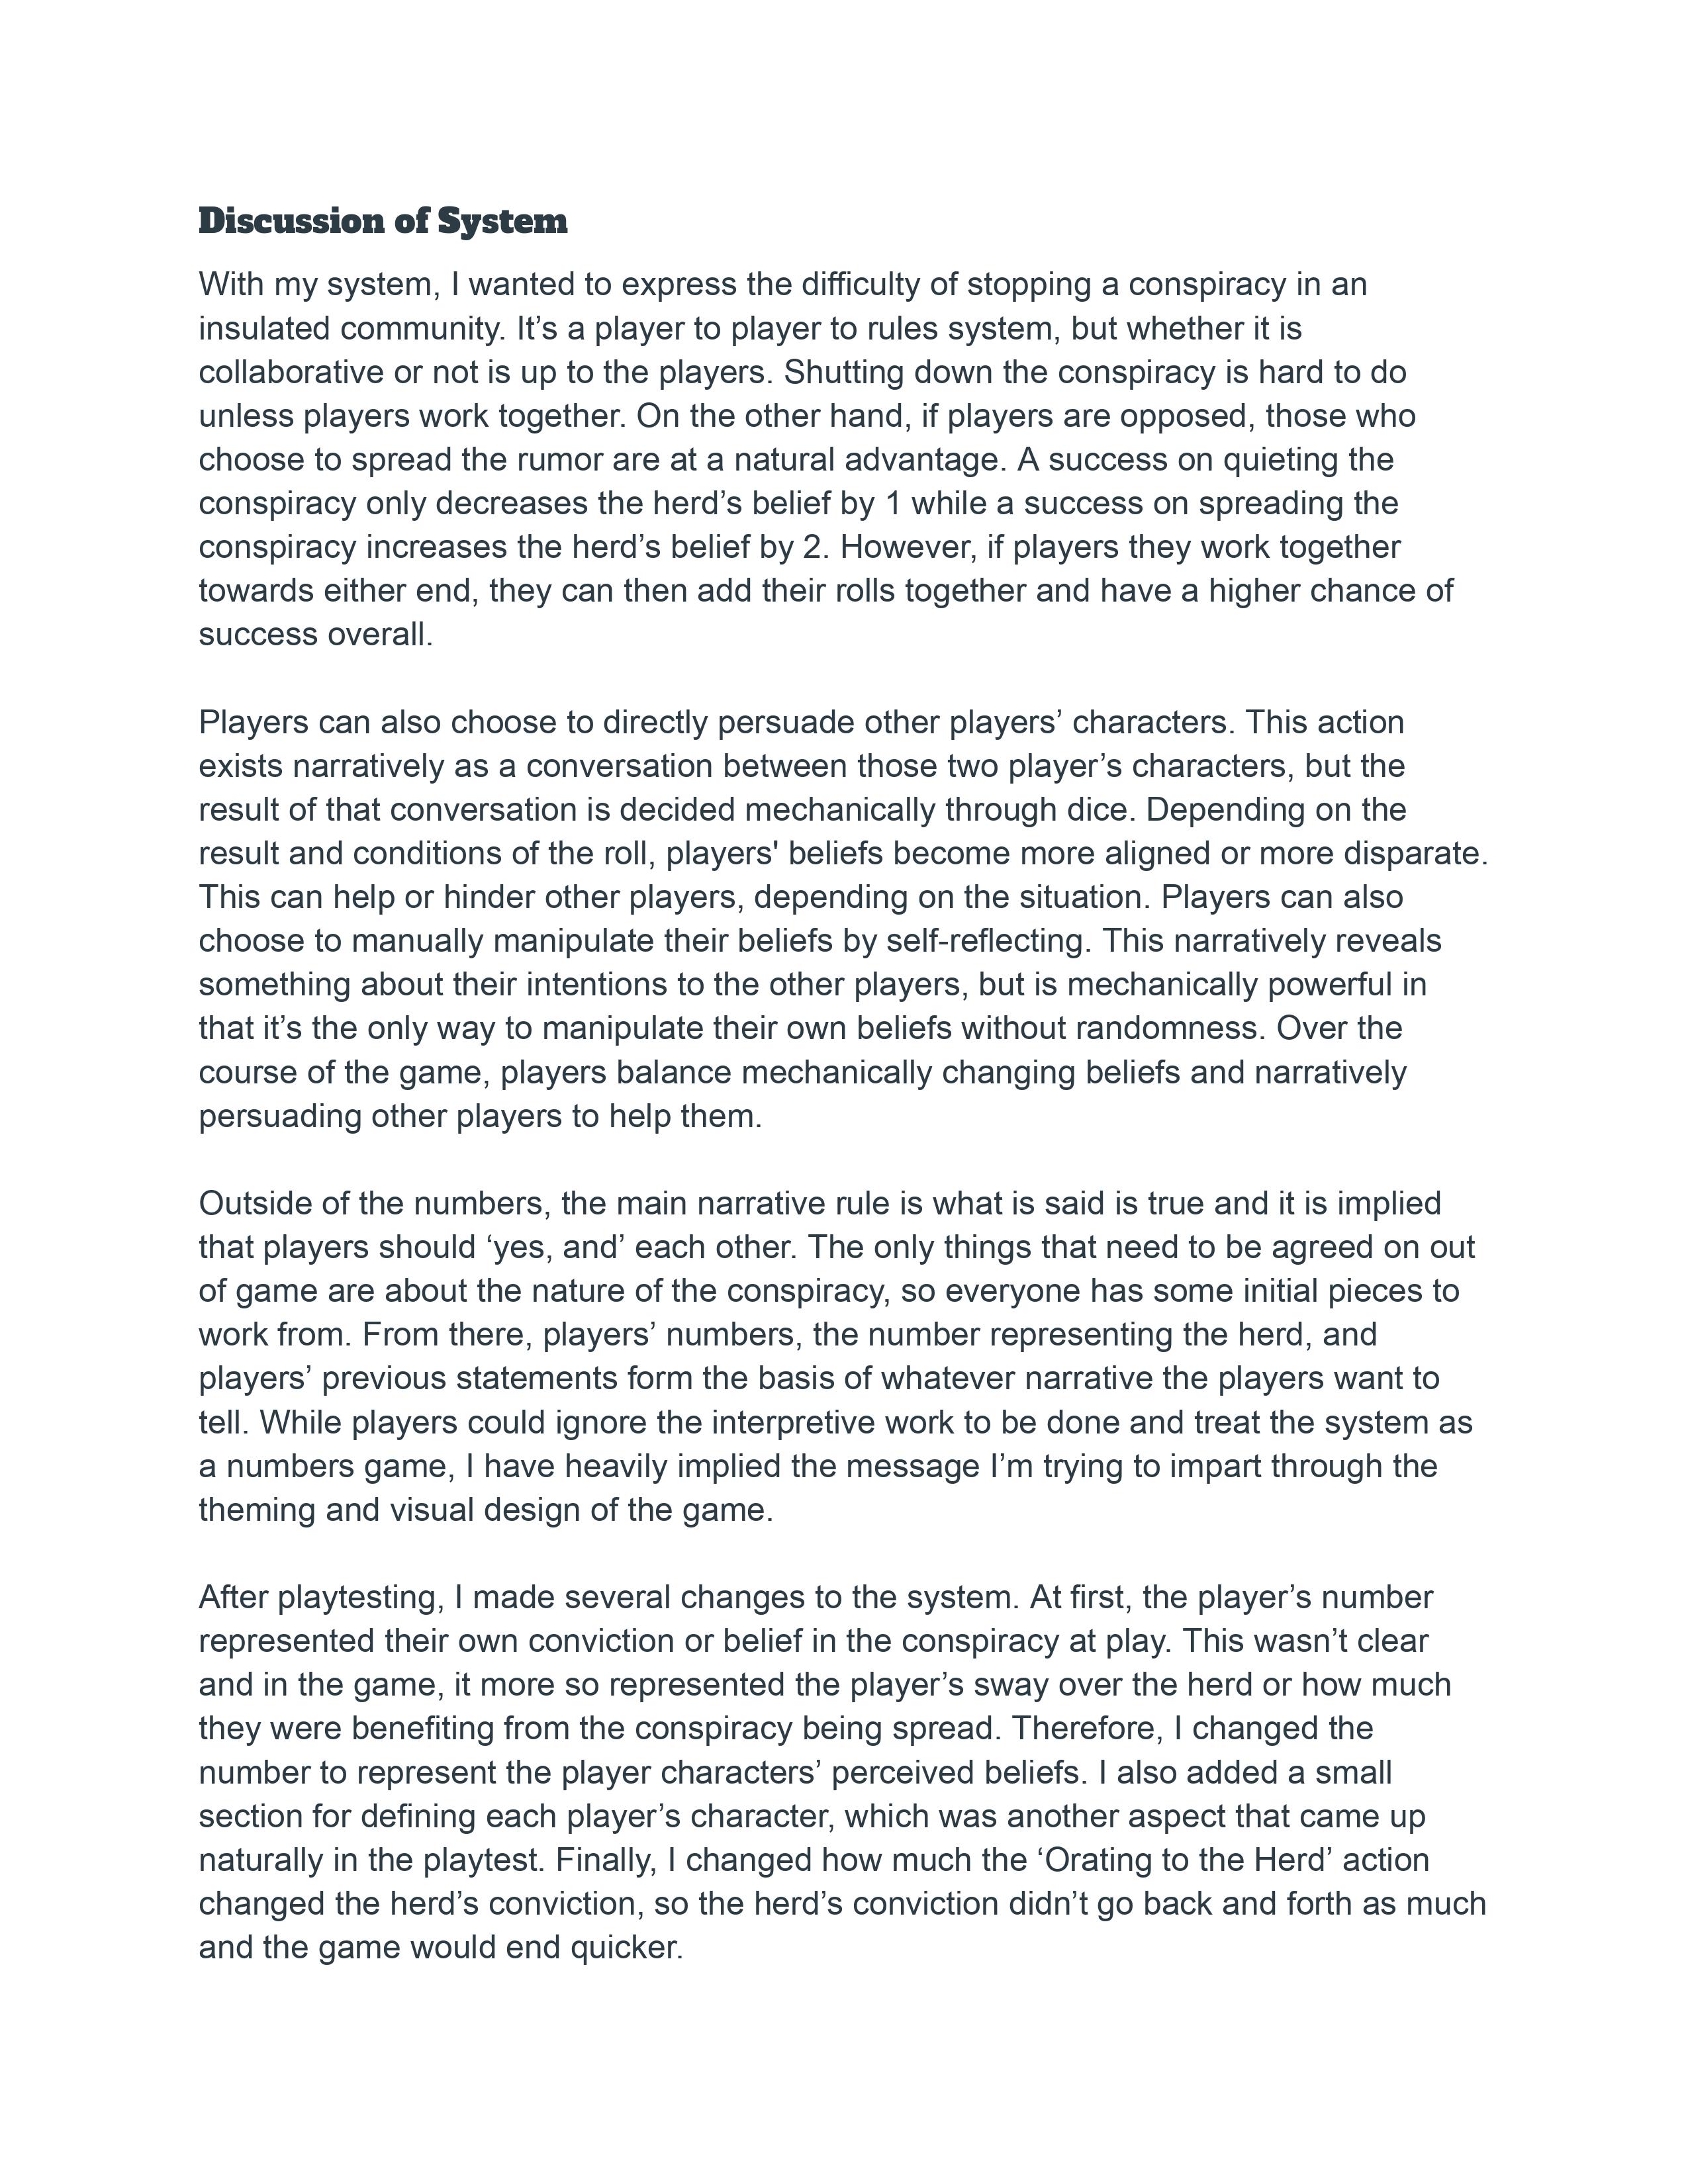 Discussion of System
With my system, I wanted to express the difficulty of stopping a conspiracy in an
insulated community. It’s a player to player to rules system, but whether it is
collaborative or not is up to the players. Shutting down the conspiracy is hard to do
unless players work together. On the other hand, if players are opposed, those who
choose to spread the rumor are at a natural advantage. A success on quieting the
conspiracy only decreases the herd’s belief by 1 while a success on spreading the
conspiracy increases the herd’s belief by 2. However, if players they work together
towards either end, they can then add their rolls together and have a higher chance of
success overall.
Players can also choose to directly persuade other players’ characters. This action
exists narratively as a conversation between those two player’s characters, but the
result of that conversation is decided mechanically through dice. Depending on the
result and conditions of the roll, players' beliefs become more aligned or more disparate.
This can help or hinder other players, depending on the situation. Players can also
choose to manually manipulate their beliefs by self-reflecting. This narratively reveals
something about their intentions to the other players, but is mechanically powerful in
that it’s the only way to manipulate their own beliefs without randomness. Over the
course of the game, players balance mechanically changing beliefs and narratively
persuading other players to help them.
Outside of the numbers, the main narrative rule is what is said is true and it is implied
that players should ‘yes, and’ each other. The only things that need to be agreed on out
of game are about the nature of the conspiracy, so everyone has some initial pieces to
work from. From there, players’ numbers, the number representing the herd, and
players’ previous statements form the basis of whatever narrative the players want to
tell. While players could ignore the interpretive work to be done and treat the system as
a numbers game, I have heavily implied the message I’m trying to impart through the
theming and visual design of the game.
After playtesting, I made several changes to the system. At first, the player’s number
represented their own conviction or belief in the conspiracy at play. This wasn’t clear
and in the game, it more so represented the player’s sway over the herd or how much
they were benefiting from the conspiracy being spread. Therefore, I changed the
number to represent the player characters’ perceived beliefs. I also added a small
section for defining each player’s character, which was another aspect that came up
naturally in the playtest. Finally, I changed how much the ‘Orating to the Herd’ action
changed the herd’s conviction, so the herd’s conviction didn’t go back and forth as much
and the game would end quicker.